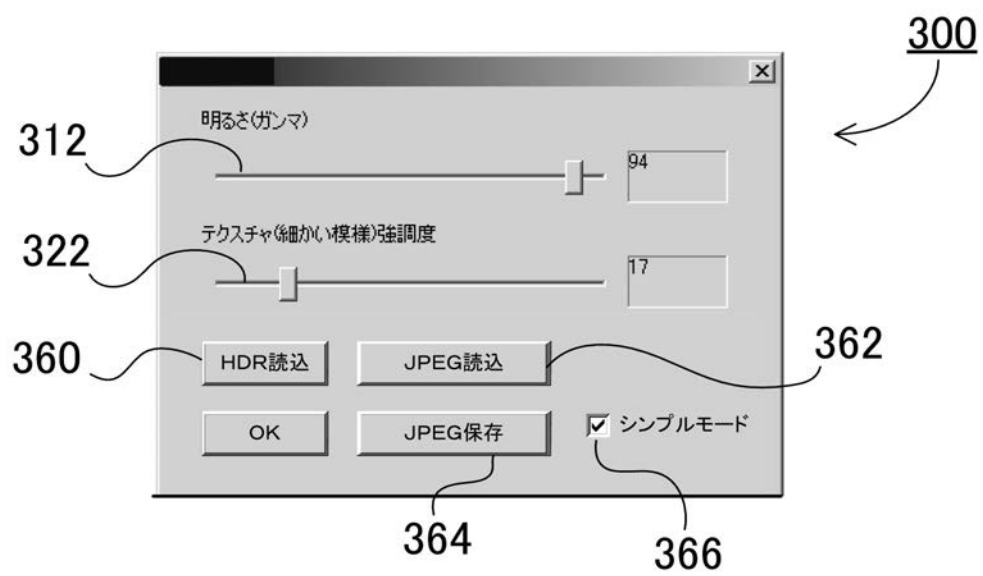 300
明るさ(ガンマ)
312
94
テクスチャ(細かい模様)強調度
322
17
360
HDR読込
JPEG読込
362
OK
JPEG保存
シンプルモード
364
366